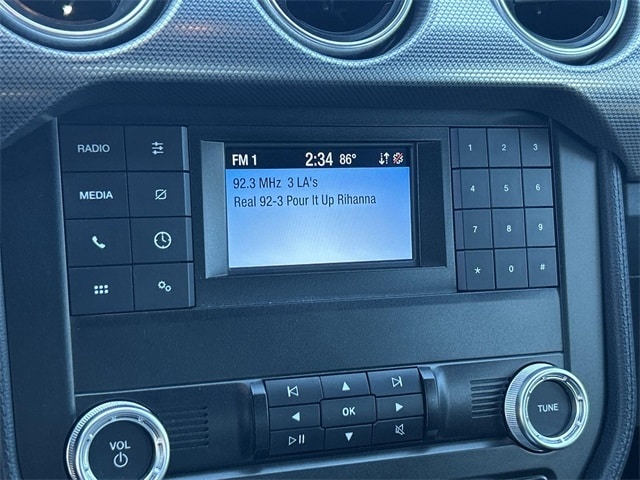 FM 1 2:34 86°
92.3 MHz 3 LA's
Real 92-3 Pour It Up Rihanna
RADIO
MEDIA
1 2 3
4 5 6
7 8 9
* 0 #
OK
VOL
TUNE